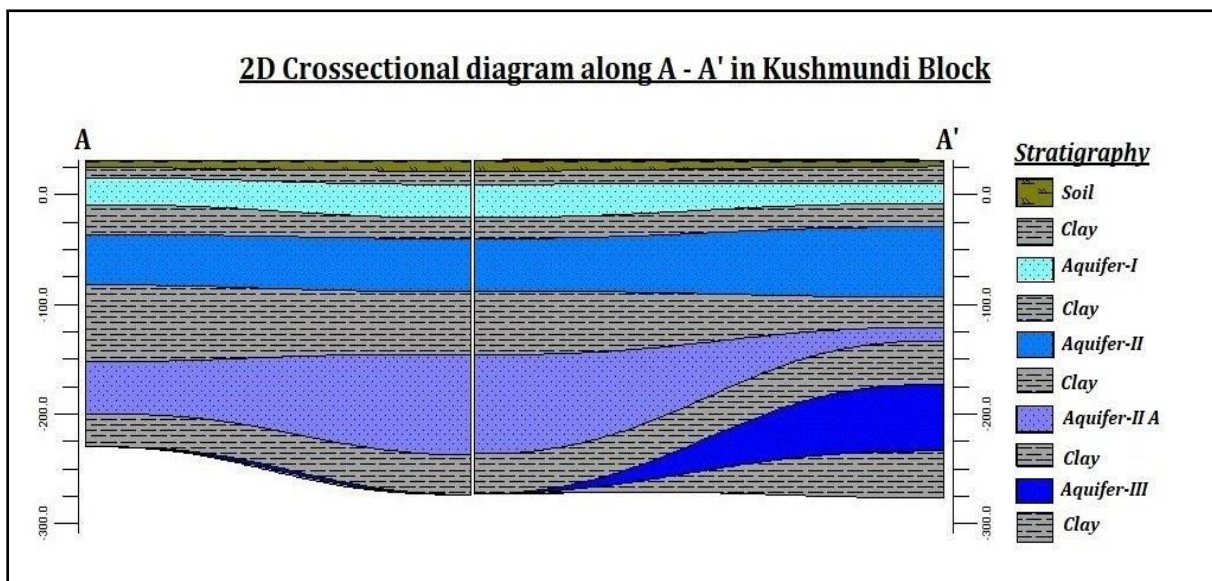 2D Crossectional diagram along A - A' in Kushmundi Block
A
A'
0.0
-100.0
-200.0
-300.0
0.0
-100.0
-200.0
-300.0
Stratigraphy
Soil
Clay
Aquifer-I
Clay
Aquifer-II
Clay
Aquifer-II A
Clay
Aquifer-III
Clay